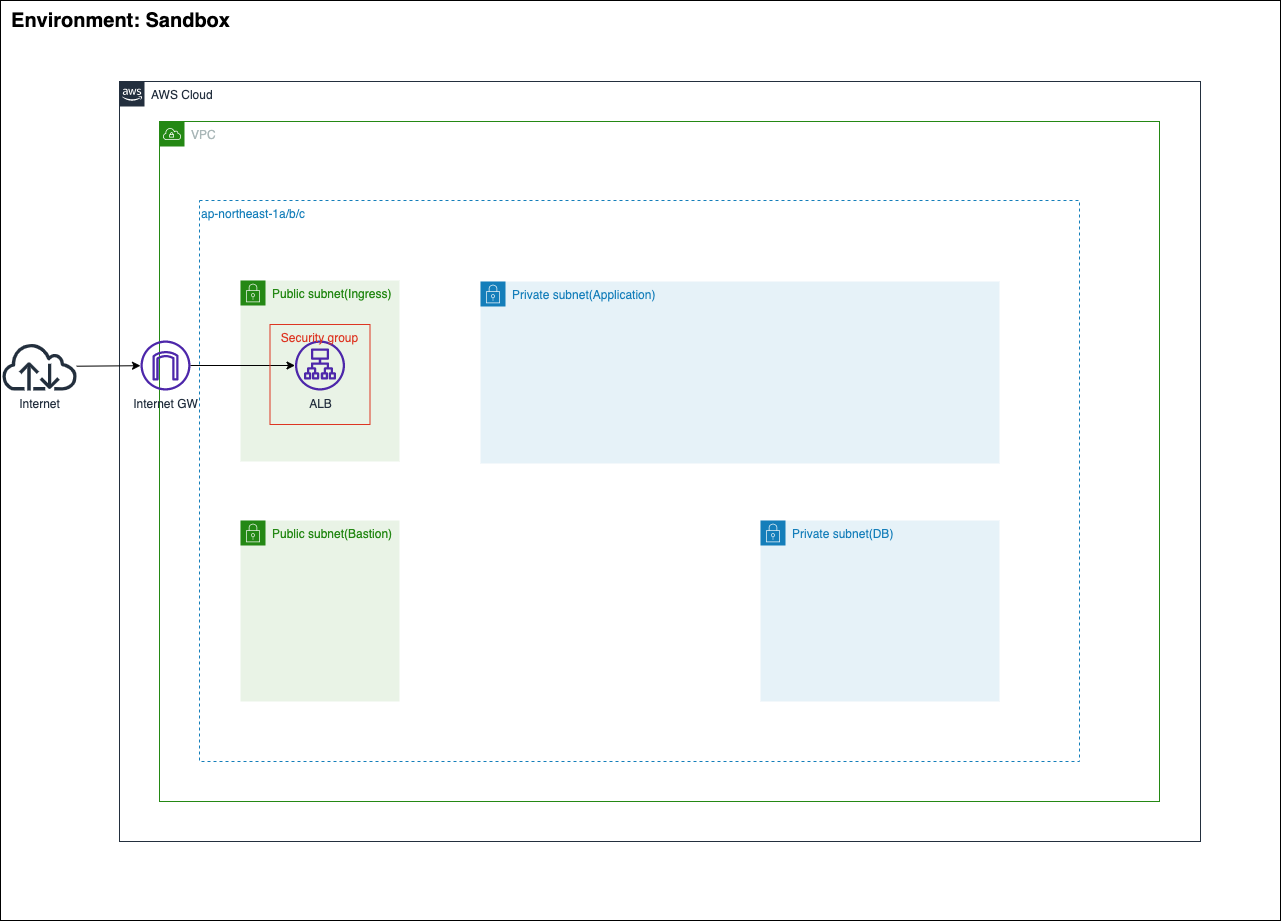 Environment: Sandbox
aws
AWS Cloud
VPC
ap-northeast-1a/b/c
Public subnet(Ingress)
Private subnet(Application)
Security group
Internet
Internet GW
ALB
Public subnet(Bastion)
Private subnet(DB)